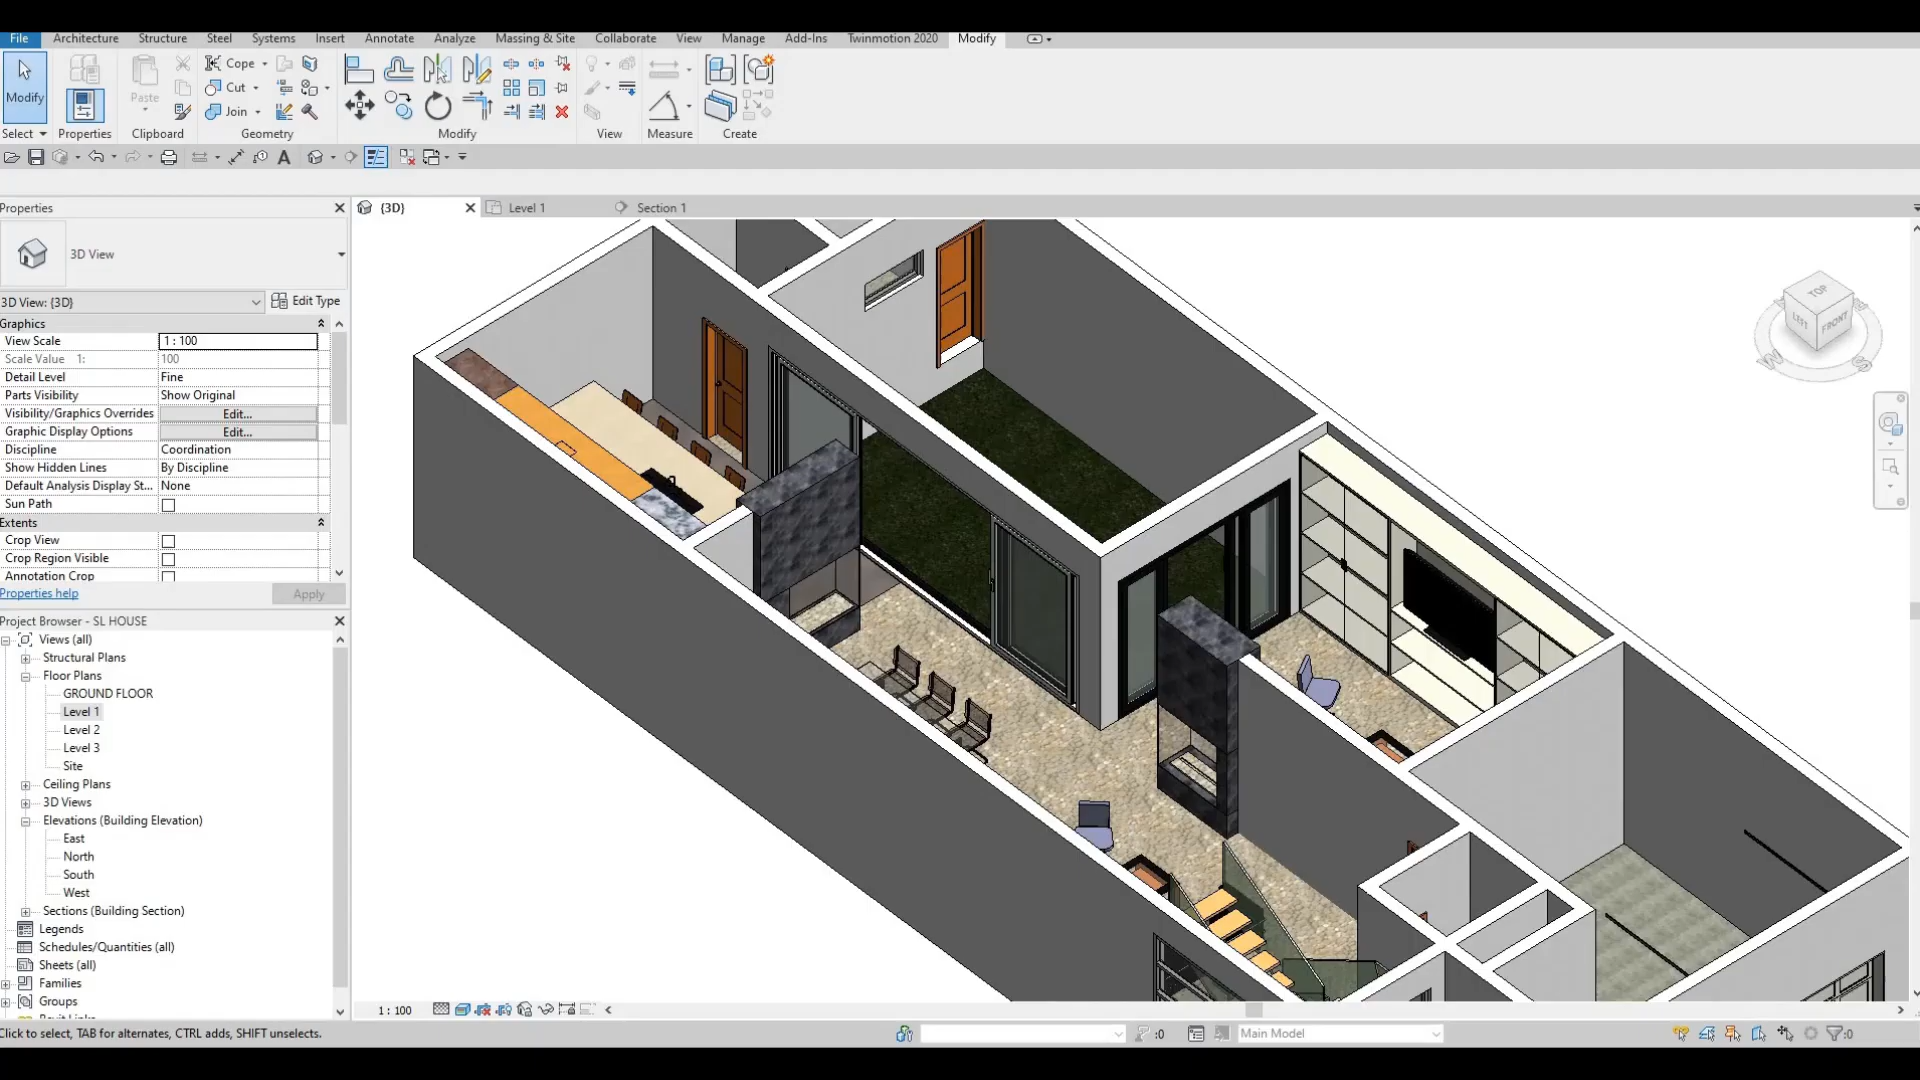 File Architecture Structure Steel Systems Insert Annotate Analyze Massing & Site Collaborate View Manage Add-Ins Twinmotion 2020 Modify
Modify
Paste
Cope
Cut
Join
Select Properties Clipboard Geometry Modify View Measure Create
Properties
{3D} Level 1 Section 1
3D View
3D View: {3D} Edit Type
Graphics
View Scale 1 : 100
Scale Value 1: 100
Detail Level Fine
Parts Visibility Show Original
Visibility/Graphics Overrides Edit...
Graphic Display Options Edit...
Discipline Coordination
Show Hidden Lines By Discipline
Default Analysis Display St... None
Sun Path
Extents
Crop View
Crop Region Visible
Annotation Crop
Properties help Apply
Project Browser - SL HOUSE
Views (all)
Structural Plans
Floor Plans
GROUND FLOOR
Level 1
Level 2
Level 3
Site
Ceiling Plans
3D Views
Elevations (Building Elevation)
East
North
South
West
Sections (Building Section)
Legends
Schedules/Quantities (all)
Sheets (all)
Families
Groups
TOP
LEFT FRONT
W S
1 : 100
Click to select, TAB for alternates, CTRL adds, SHIFT unselects.
:0
Main Model
:0